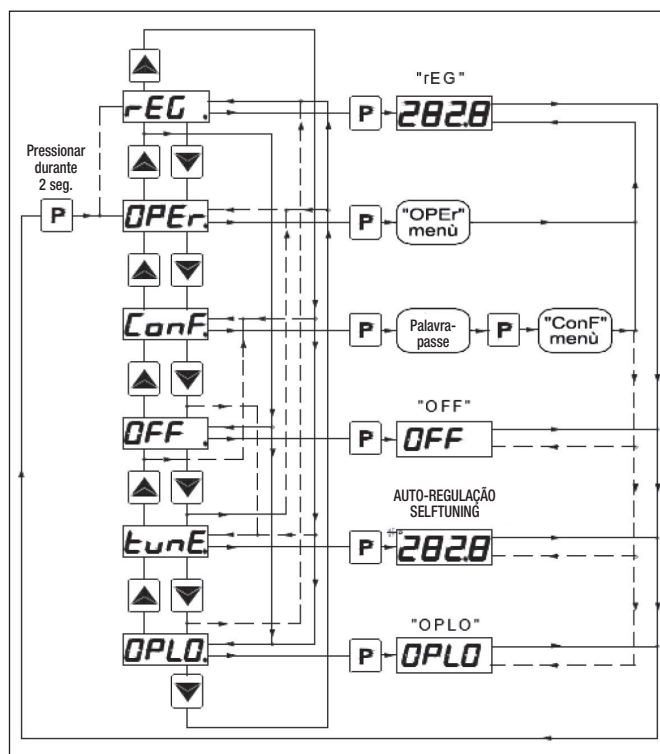 "rEG"
rEG.
P
282.8
Pressionar
durante
2 seg.
P
OPEr.
P
"OPEr"
menù
ConF.
P
Palavra-
passe
P
"ConF"
menù
"OFF"
OFF.
P
OFF
AUTO-REGULAÇÃO
SELFTUNING
tunE.
P
282.8
"OPLO"
OPLO.
P
OPLO